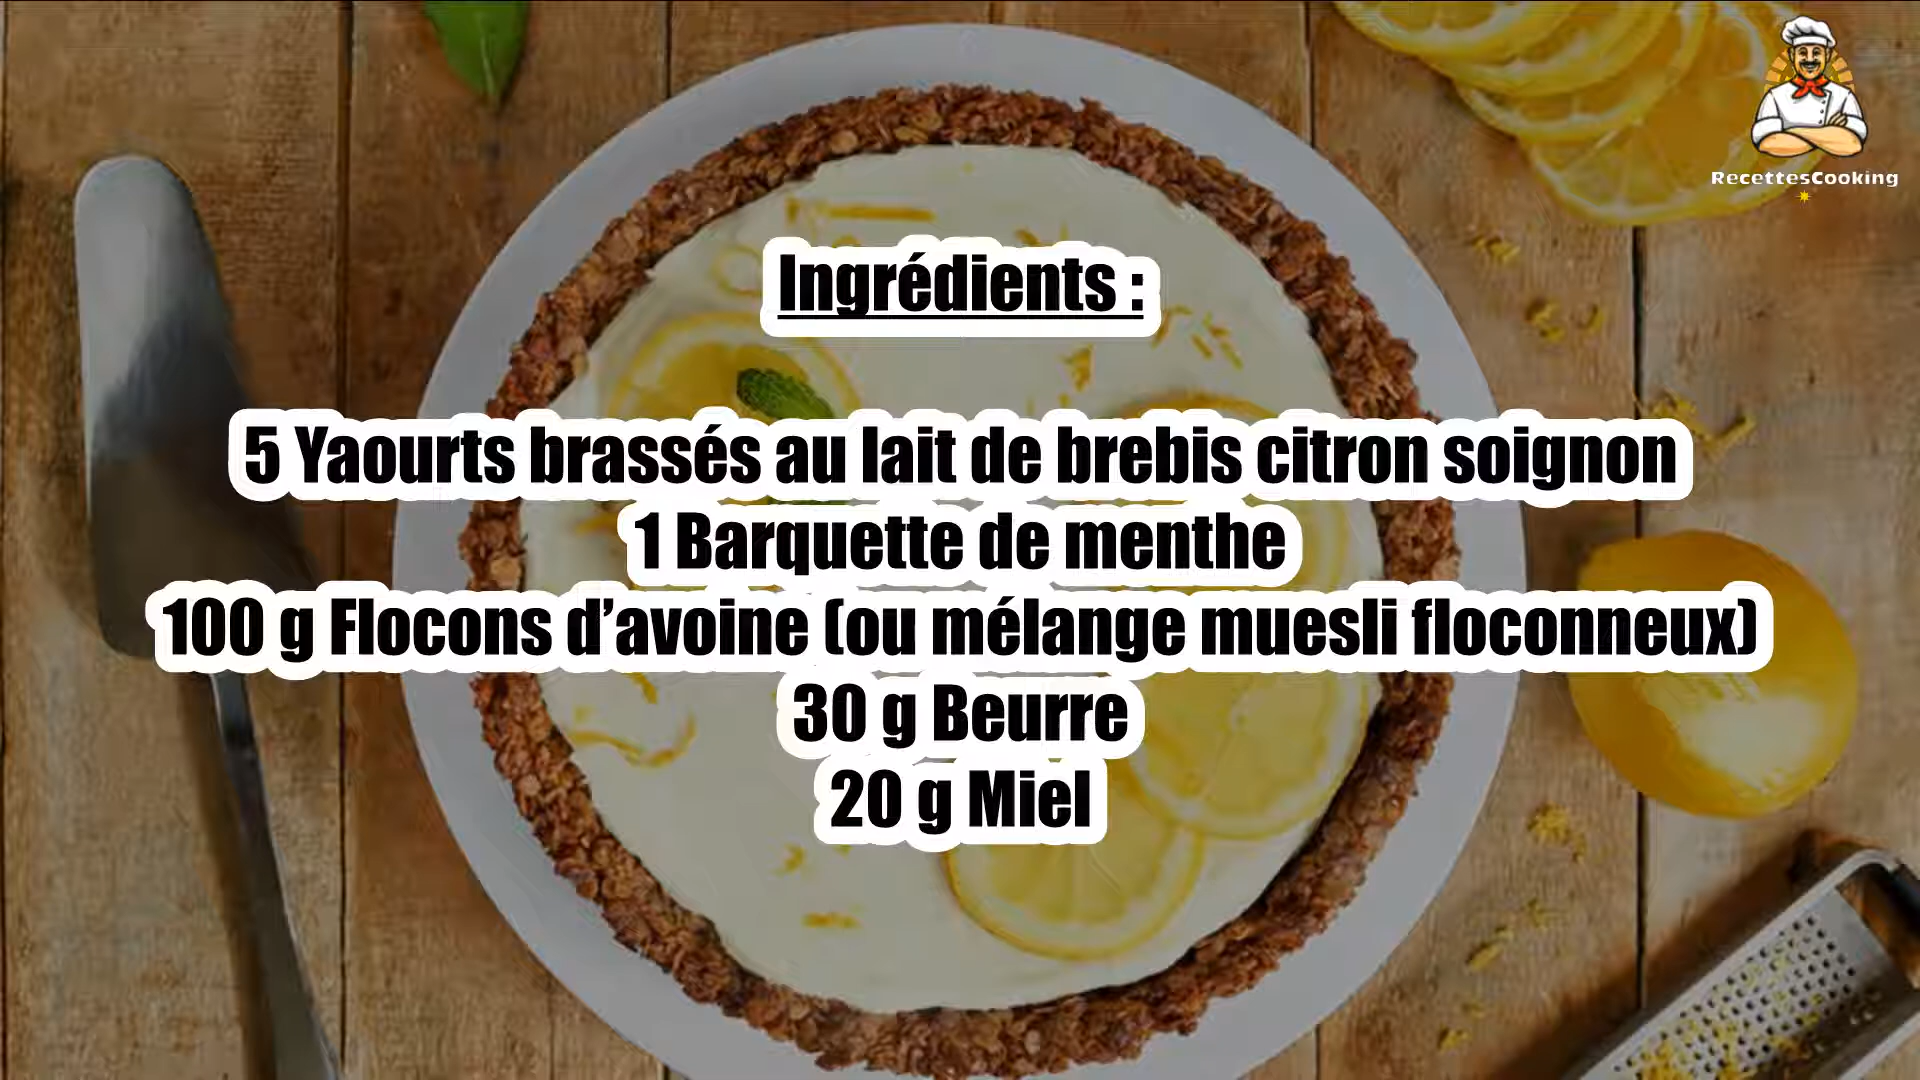 RecettesCooking
Ingrédients :
5 Yaourts brassés au lait de brebis citron soignon
1 Barquette de menthe
100 g Flocons d’avoine (ou mélange muesli floconneux)
30 g Beurre
20 g Miel